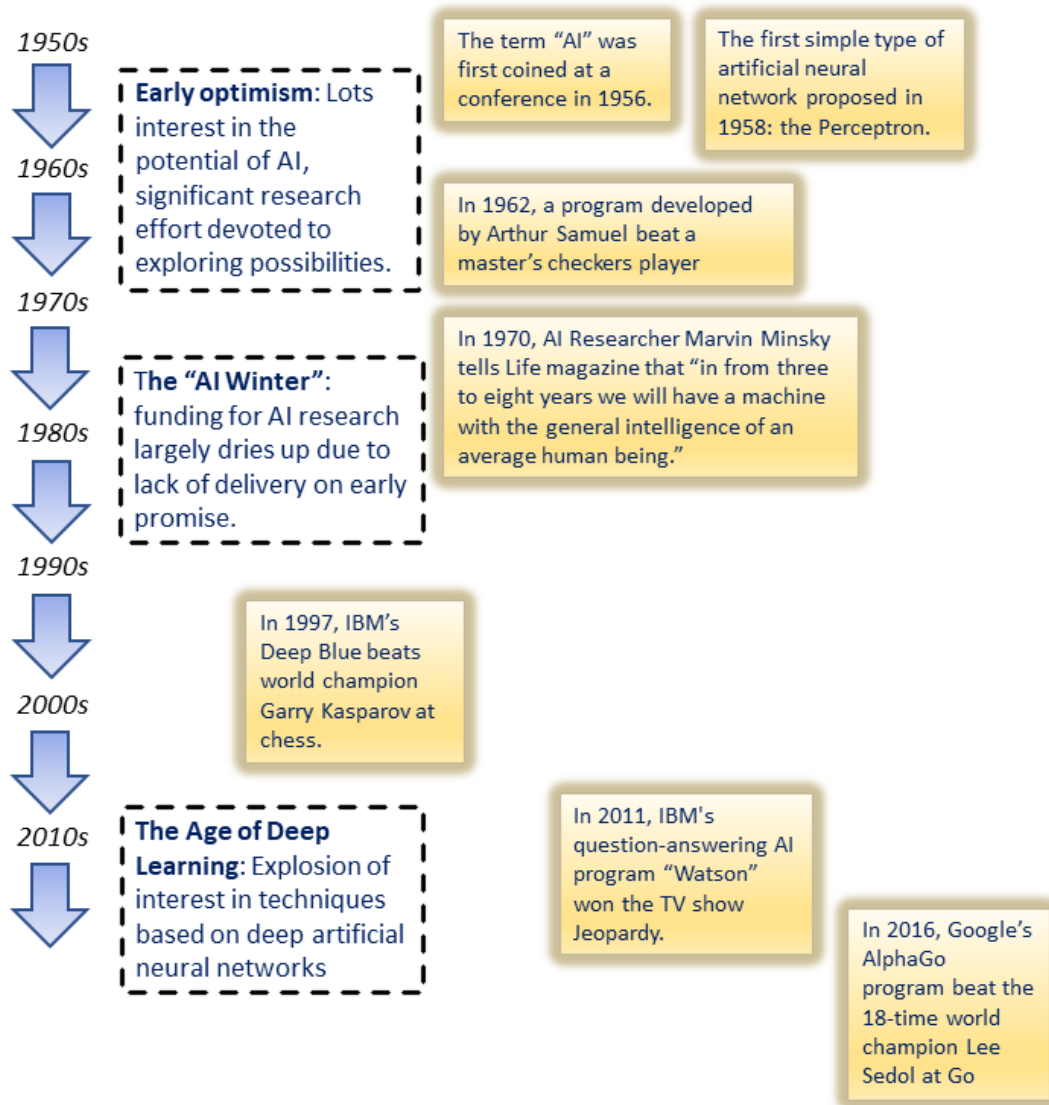 1950s
The term “AI” was
first coined at a
conference in 1956.
The first simple type of
artificial neural
network proposed in
1958: the Perceptron.
Early optimism: Lots
interest in the
potential of AI,
significant research
effort devoted to
exploring possibilities.
1960s
In 1962, a program developed
by Arthur Samuel beat a
master’s checkers player
1970s
In 1970, AI Researcher Marvin Minsky
tells Life magazine that “in from three
to eight years we will have a machine
with the general intelligence of an
average human being.”
The “AI Winter”:
funding for AI research
largely dries up due to
lack of delivery on early
promise.
1980s
1990s
In 1997, IBM’s
Deep Blue beats
world champion
Garry Kasparov at
chess.
2000s
2010s
The Age of Deep
Learning: Explosion of
interest in techniques
based on deep artificial
neural networks
In 2011, IBM's
question-answering AI
program “Watson”
won the TV show
Jeopardy.
In 2016, Google’s
AlphaGo
program beat the
18-time world
champion Lee
Sedol at Go